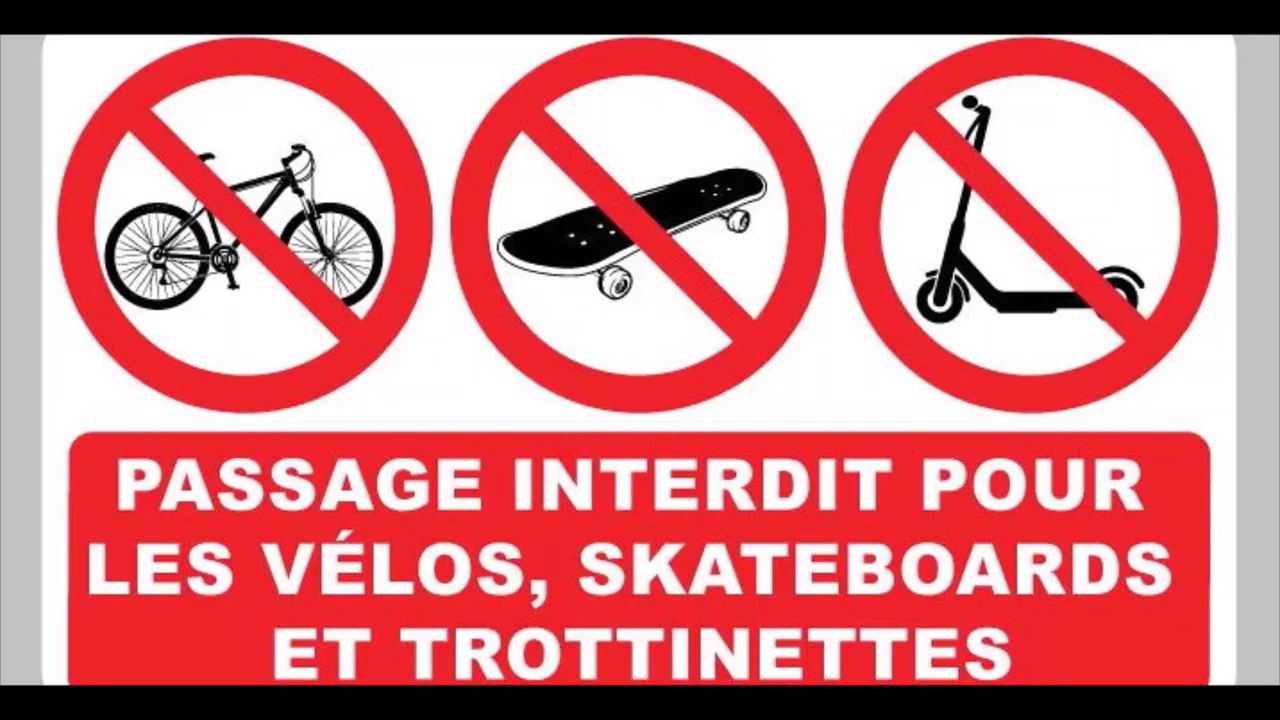 PASSAGE INTERDIT POUR
LES VÉLOS, SKATEBOARDS
ET TROTTINETTES